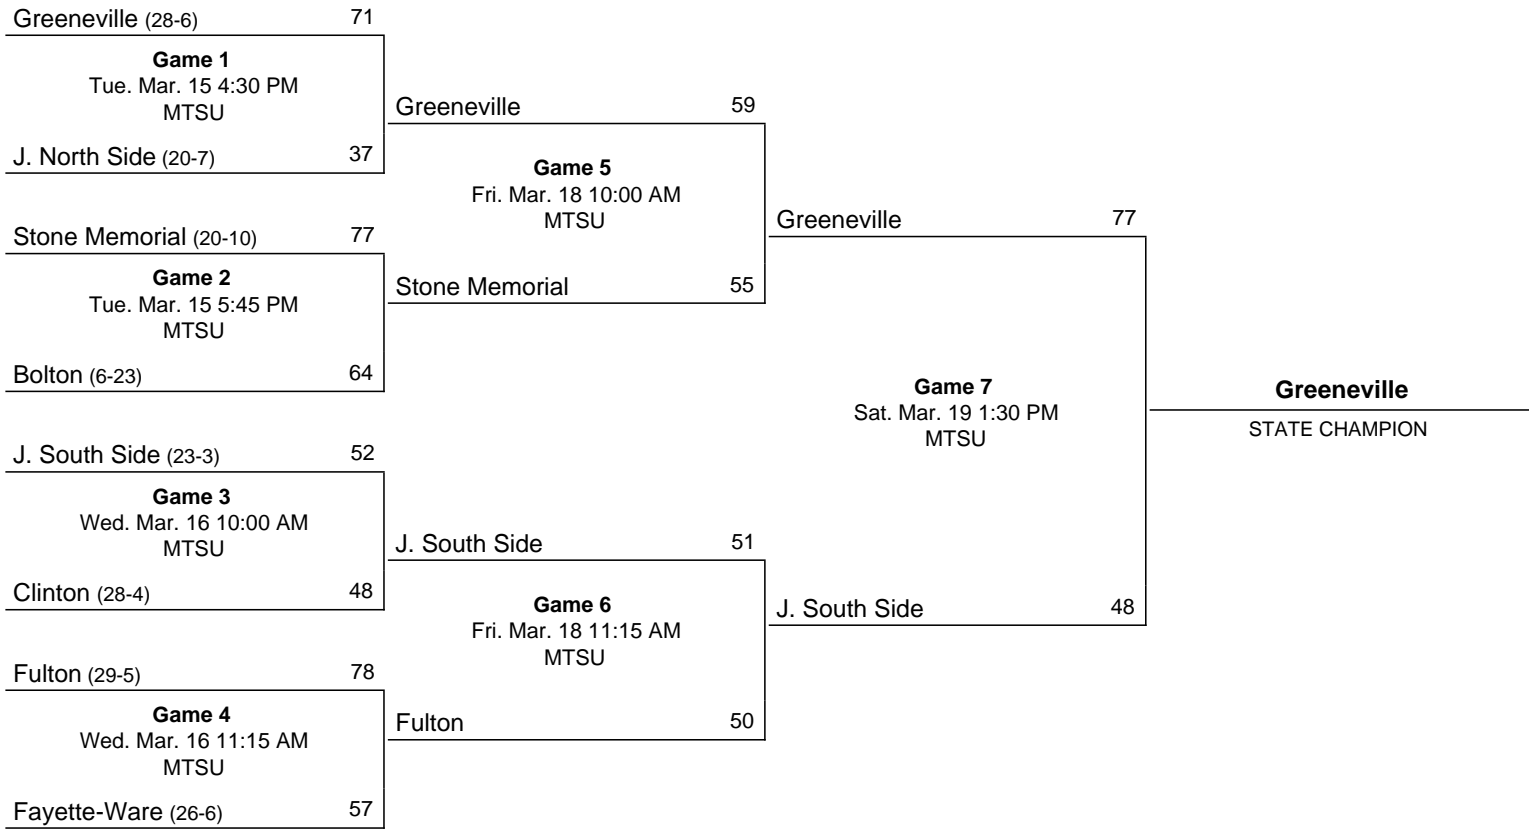 Greeneville (28-6) 71
Game 1
Tue. Mar. 15 4:30 PM
MTSU
J. North Side (20-7) 37
Stone Memorial (20-10) 77
Game 2
Tue. Mar. 15 5:45 PM
MTSU
Bolton (6-23) 64
J. South Side (23-3) 52
Game 3
Wed. Mar. 16 10:00 AM
MTSU
Clinton (28-4) 48
Fulton (29-5) 78
Game 4
Wed. Mar. 16 11:15 AM
MTSU
Fayette-Ware (26-6) 57
Greeneville 59
Game 5
Fri. Mar. 18 10:00 AM
MTSU
Stone Memorial 55
J. South Side 51
Game 6
Fri. Mar. 18 11:15 AM
MTSU
Fulton 50
Greeneville 77
Game 7
Sat. Mar. 19 1:30 PM
MTSU
J. South Side 48
Greeneville
STATE CHAMPION